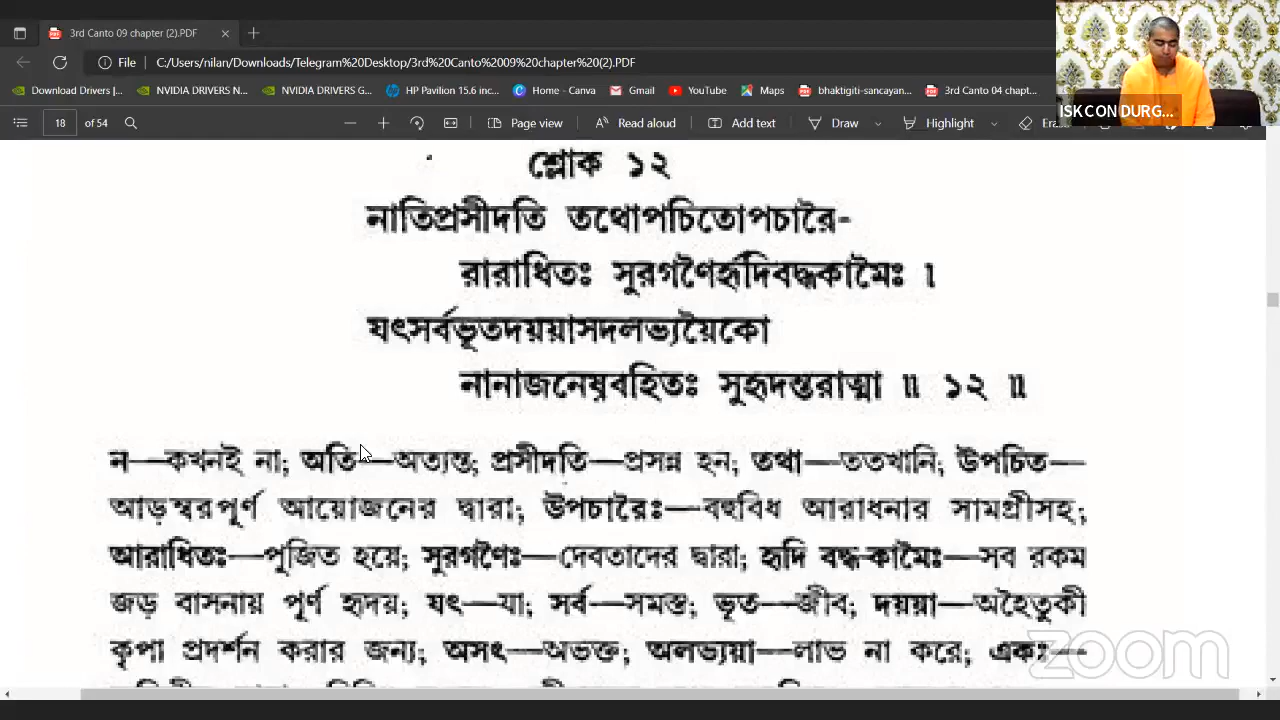 3rd Canto 09 chapter (2).PDF
File C:/Users/nilan/Downloads/Telegram%20Desktop/3rd%20Canto%2009%20chapter%20(2).PDF
Download Drivers |... NVIDIA DRIVERS N... NVIDIA DRIVERS G... HP Pavilion 15.6 inc... Home - Canva Gmail YouTube Maps bhaktigiti-sancayan... 3rd Canto 04 chapt...
ISKCON DURG...
18 of 54 Page view Read aloud Add text Draw Highlight Eras
শ্লোক ১২
নাতিপ্রসীদতি তথোপচিতোপচারৈ-
রারাধিতঃ সুরগণৈর্হৃদিবদ্ধকামৈঃ ।
যৎসর্বভূতদয়য়াসদলভ্যয়ৈকো
নানাজনেষ্ববহিতঃ সুহৃদন্তরাত্মা ॥ ১২ ॥
ন—কখনই না; অতি—অত্যন্ত; প্রসীদতি—প্রসন্ন হন; তথা—ততখানি; উপচিত—
আড়ম্বরপূর্ণ আয়োজনের দ্বারা; উপচারৈঃ—বহুবিধ আরাধনার সামগ্রীসহ;
আরাধিতঃ—পূজিত হয়ে; সুরগণৈঃ—দেবতাদের দ্বারা; হৃদি বদ্ধ-কামৈঃ—সব রকম
জড় বাসনায় পূর্ণ হৃদয়; যৎ—যা; সর্ব—সমস্ত; ভূত—জীব; দয়য়া—অহৈতুকী
কৃপা প্রদর্শন করার জন্য; অসৎ—অভক্ত; অলভ্যয়া—লাভ না করে; একঃ—
zoom